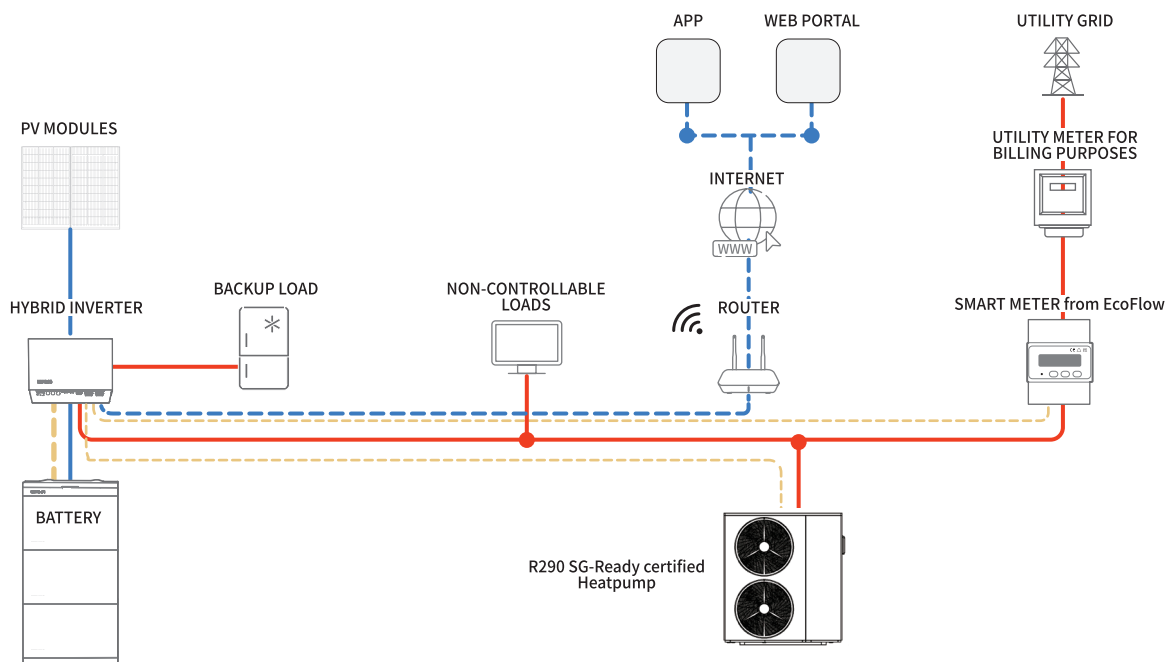 APP
WEB PORTAL
UTILITY GRID
PV MODULES
UTILITY METER FOR
BILLING PURPOSES
INTERNET
WWW
HYBRID INVERTER
BACKUP LOAD
NON-CONTROLLABLE
LOADS
ROUTER
SMART METER from EcoFlow
BATTERY
R290 SG-Ready certified
Heatpump